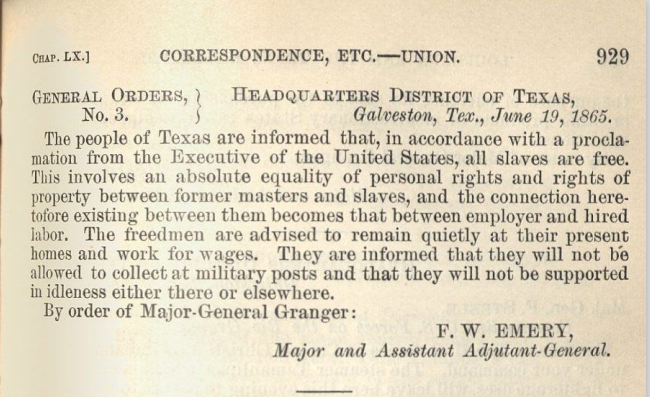 CHAP. LX.] CORRESPONDENCE, ETC.—UNION. 929
GENERAL ORDERS, } HEADQUARTERS DISTRICT OF TEXAS,
No. 3. } Galveston, Tex., June 19, 1865.
The people of Texas are informed that, in accordance with a procla-
mation from the Executive of the United States, all slaves are free.
This involves an absolute equality of personal rights and rights of
property between former masters and slaves, and the connection here-
tofore existing between them becomes that between employer and hired
labor. The freedmen are advised to remain quietly at their present
homes and work for wages. They are informed that they will not be
allowed to collect at military posts and that they will not be supported
in idleness either there or elsewhere.
By order of Major-General Granger:
F. W. EMERY,
Major and Assistant Adjutant-General.